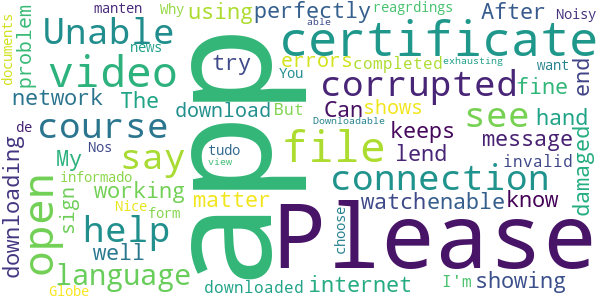 documents
manten
Why
using
perfectly
reagrdings
After
Noisy
able
problem
Unable
news
try
errors
completed
exhausting
certificate
want
end
video
You
network
The
download
But
corrupted
fine
Can
shows
see
hand
course
Downloadable
app
file
keeps
message
de
Nos
tudo
My
say
lend
damaged
invalid
view
downloading
open
sign
informado
working
connection
matter
watchenable
know
help
well
Nice
form
choose
Please
language
Globe
downloaded
internet
I'm
showing